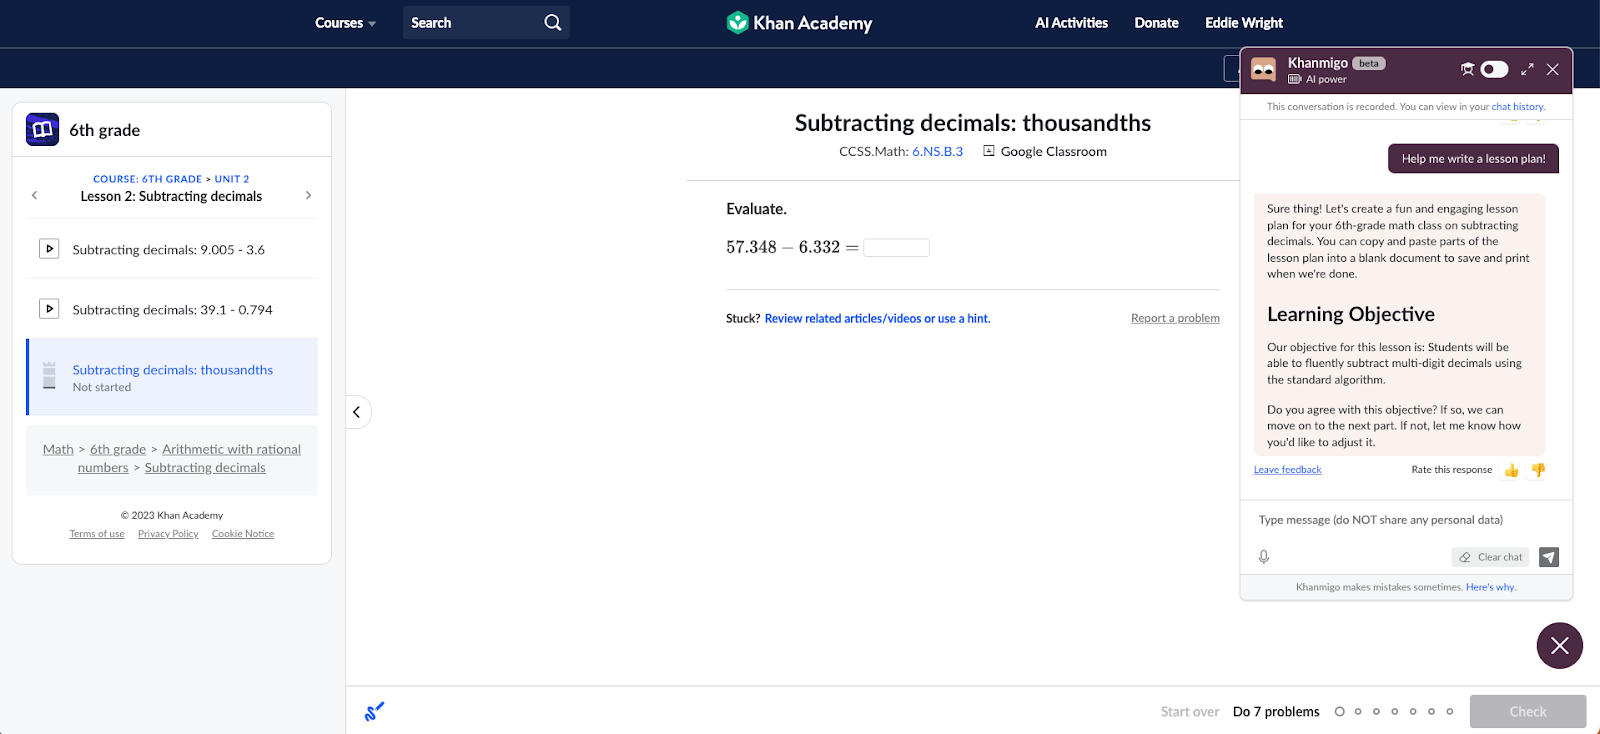 Courses
Search
Khan Academy
AI Activities
Donate
Eddie Wright
6th grade
COURSE: 6TH GRADE > UNIT 2
Lesson 2: Subtracting decimals
Subtracting decimals: 9.005 - 3.6
Subtracting decimals: 39.1 - 0.794
Subtracting decimals: thousandths
Not started
Math > 6th grade > Arithmetic with rational
numbers > Subtracting decimals
© 2023 Khan Academy
Terms of use Privacy Policy Cookie Notice
Subtracting decimals: thousandths
CCSS.Math: 6.NS.B.3 Google Classroom
Evaluate.
57.348 − 6.332 =
Stuck? Review related articles/videos or use a hint.
Report a problem
Khanmigo beta
AI power
This conversation is recorded. You can view in your chat history.
Help me write a lesson plan!
Sure thing! Let's create a fun and engaging lesson
plan for your 6th-grade math class on subtracting
decimals. You can copy and paste parts of the
lesson plan into a blank document to save and print
when we're done.
Learning Objective
Our objective for this lesson is: Students will be
able to fluently subtract multi-digit decimals using
the standard algorithm.
Do you agree with this objective? If so, we can
move on to the next part. If not, let me know how
you'd like to adjust it.
Leave feedback
Rate this response
Type message (do NOT share any personal data)
Clear chat
Khanmigo makes mistakes sometimes. Here's why.
Start over
Do 7 problems
Check